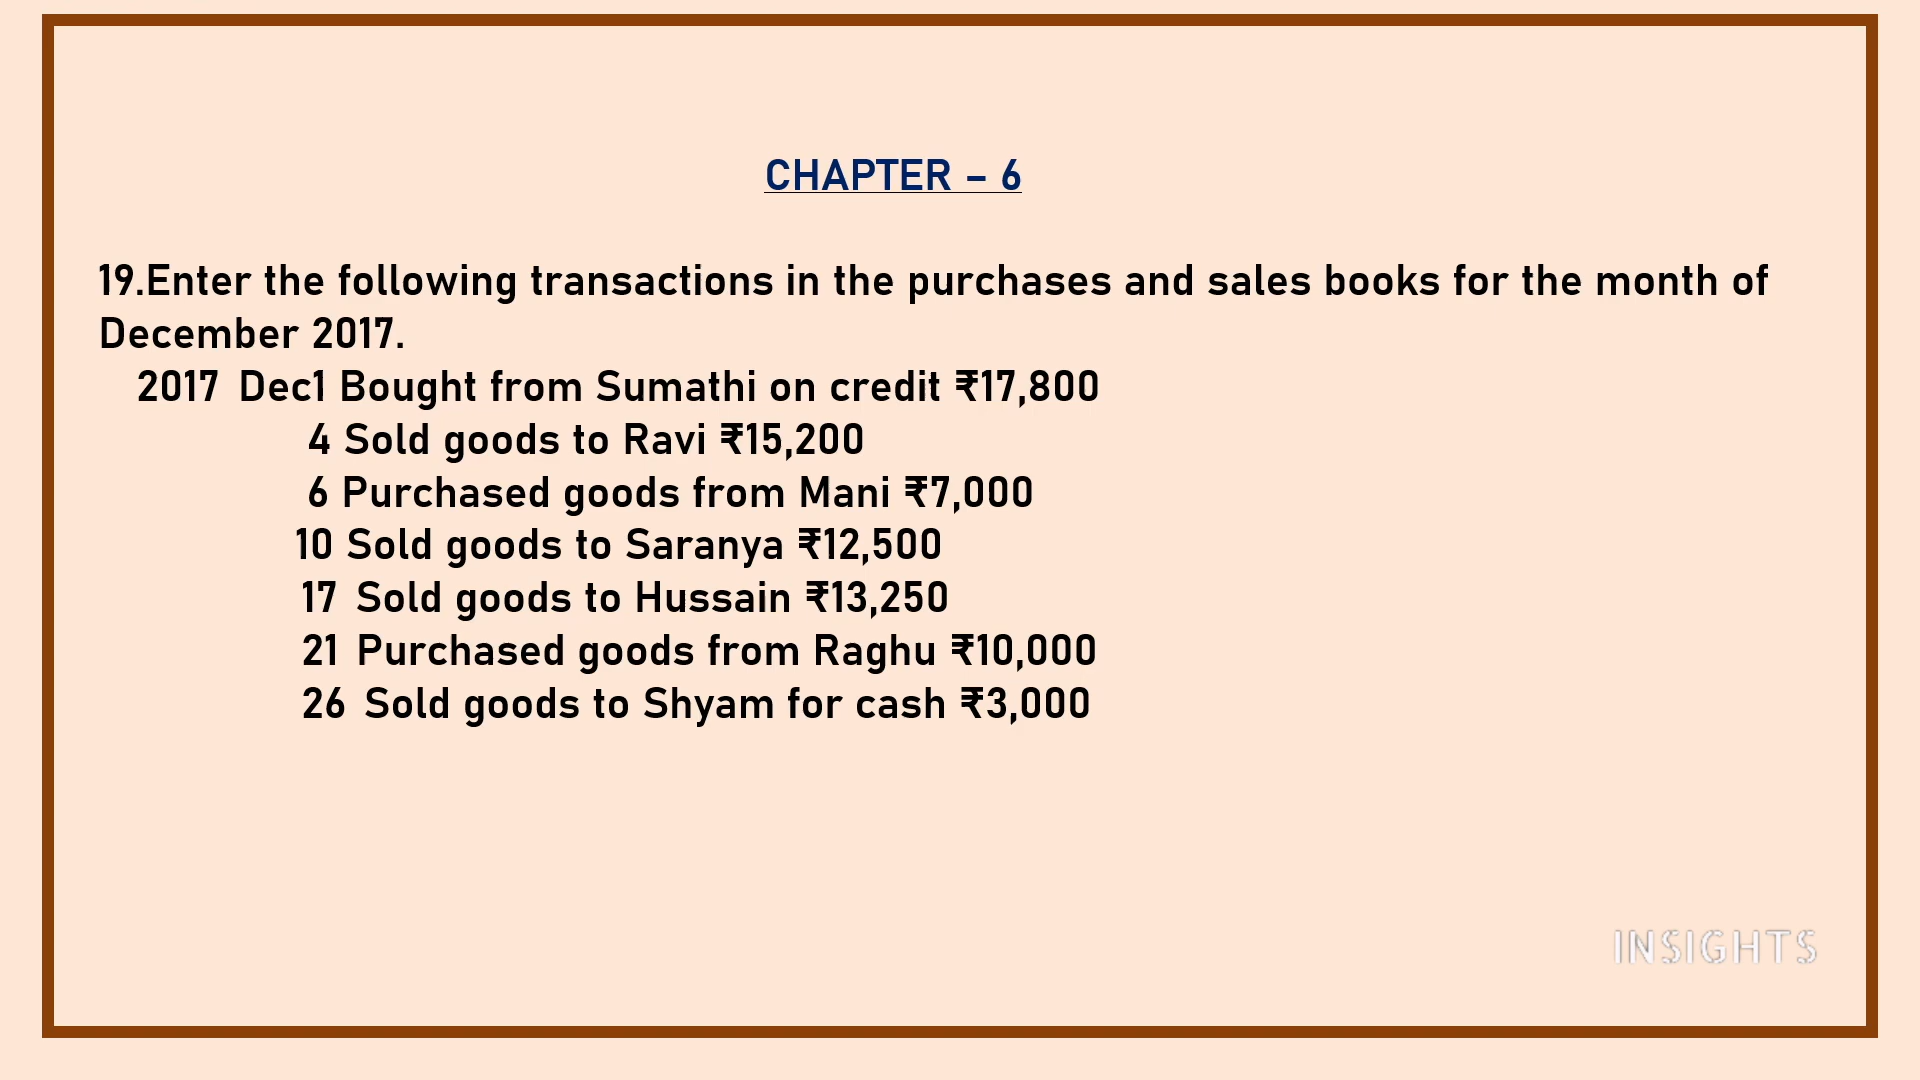 CHAPTER – 6
19.Enter the following transactions in the purchases and sales books for the month of
December 2017.
2017 Dec1 Bought from Sumathi on credit ₹17,800
4 Sold goods to Ravi ₹15,200
6 Purchased goods from Mani ₹7,000
10 Sold goods to Saranya ₹12,500
17 Sold goods to Hussain ₹13,250
21 Purchased goods from Raghu ₹10,000
26 Sold goods to Shyam for cash ₹3,000
INSIGHTS